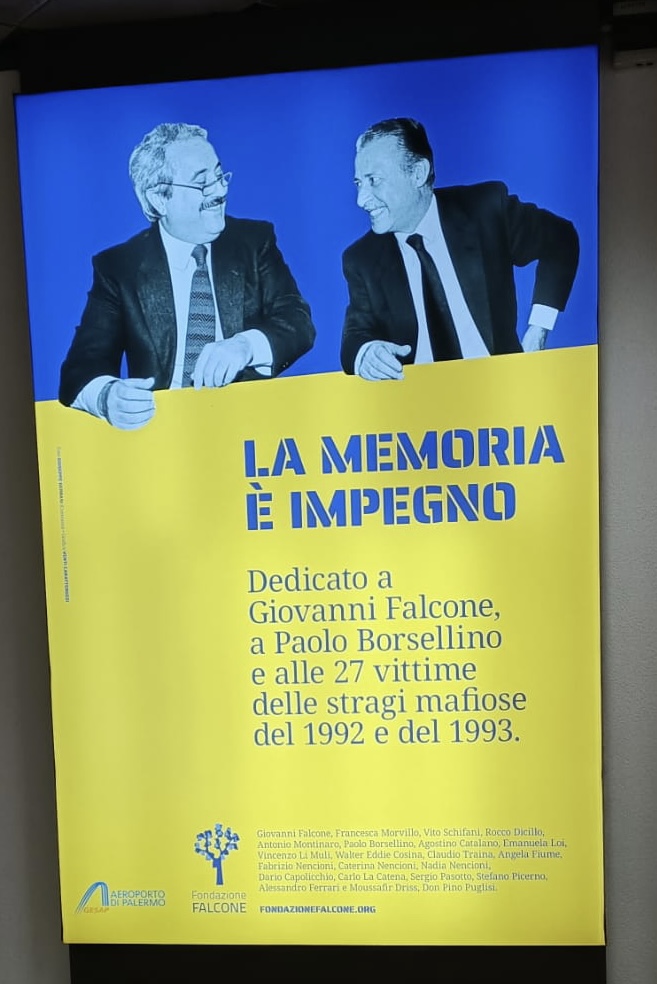 LA MEMORIA
È IMPEGNO
Dedicato a
Giovanni Falcone,
a Paolo Borsellino
e alle 27 vittime
delle stragi mafiose
del 1992 e del 1993.
Giovanni Falcone, Francesca Morvillo, Vito Schifani, Rocco Dicillo,
Antonio Montinaro, Paolo Borsellino, Agostino Catalano, Emanuela Loi,
Vincenzo Li Muli, Walter Eddie Cosina, Claudio Traina, Angela Fiume,
Fabrizio Nencioni, Caterina Nencioni, Nadia Nencioni,
Dario Capolicchio, Carlo La Catena, Sergio Pasotto, Stefano Picerno,
Alessandro Ferrari e Moussafir Driss, Don Pino Puglisi.
FONDAZIONEFALCONE.ORG
AEROPORTO
DI PALERMO
GESAP
Fondazione
FALCONE